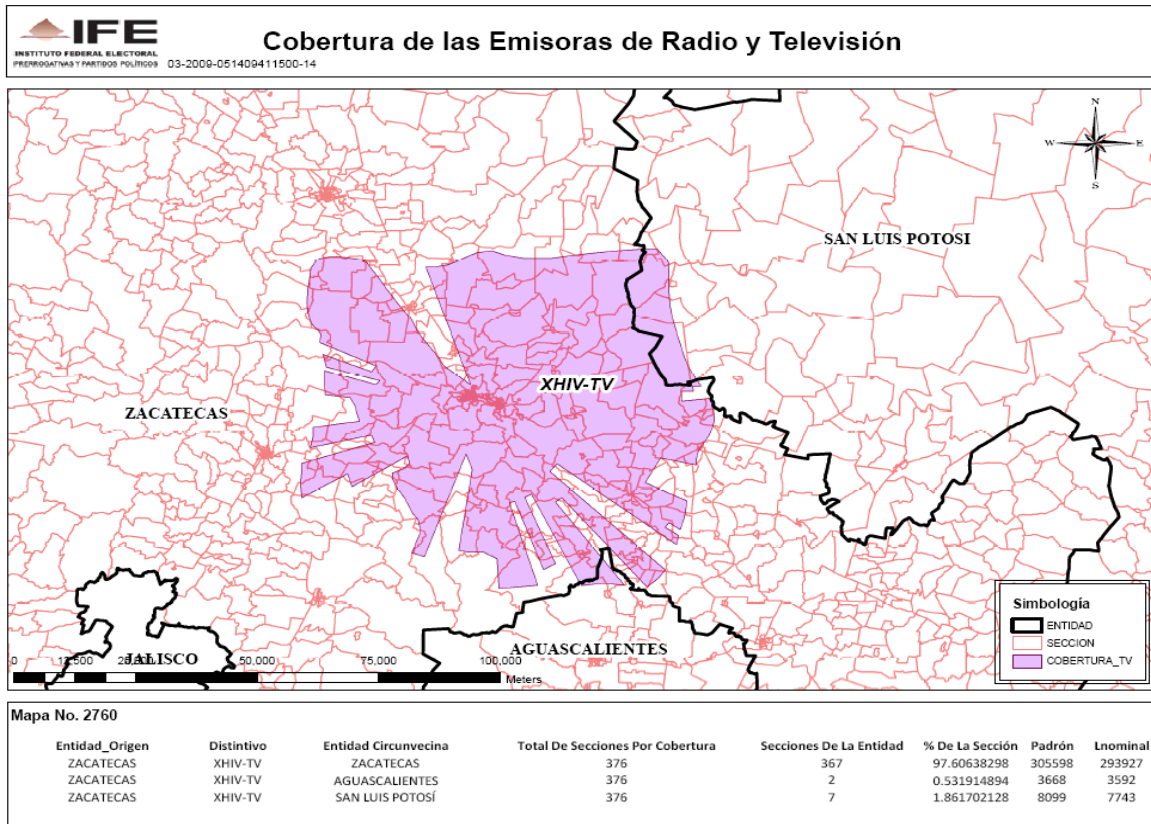 IFE
INSTITUTO FEDERAL ELECTORAL
PRERROGATIVAS Y PARTIDOS POLÍTICOS
03-2009-051409411500-14
Cobertura de las Emisoras de Radio y Televisión
N
W E
S
SAN LUIS POTOSI
XHIV-TV
ZACATECAS
JALISCO
AGUASCALIENTES
0 12,500 50,000 75,000 100,000
Meters
Simbología
ENTIDAD
SECCION
COBERTURA_TV
Mapa No. 2760
Entidad_Origen Distintivo Entidad Circunvecina Total De Secciones Por Cobertura Secciones De La Entidad % De La Sección Padrón Lnominal
ZACATECAS XHIV-TV ZACATECAS 376 367 97.60638298 305598 293927
ZACATECAS XHIV-TV AGUASCALIENTES 376 2 0.531914894 3668 3592
ZACATECAS XHIV-TV SAN LUIS POTOSÍ 376 7 1.861702128 8099 7743